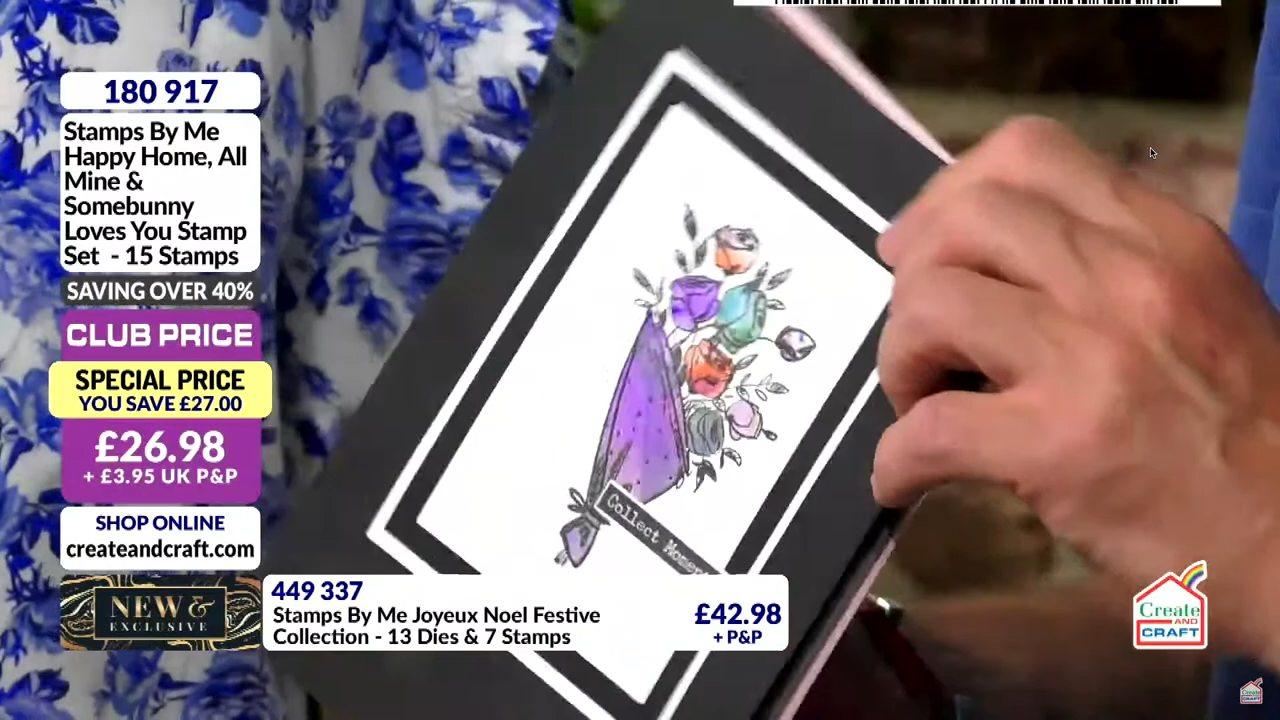 180 917
Stamps By Me
Happy Home, All
Mine &
Somebunny
Loves You Stamp
Set - 15 Stamps
SAVING OVER 40%
CLUB PRICE
SPECIAL PRICE
YOU SAVE £27.00
£26.98
+ £3.95 UK P&P
SHOP ONLINE
createandcraft.com
NEW &
EXCLUSIVE
449 337
Stamps By Me Joyeux Noel Festive
Collection - 13 Dies & 7 Stamps
£42.98
+ P&P
Collect
Create
AND
CRAFT